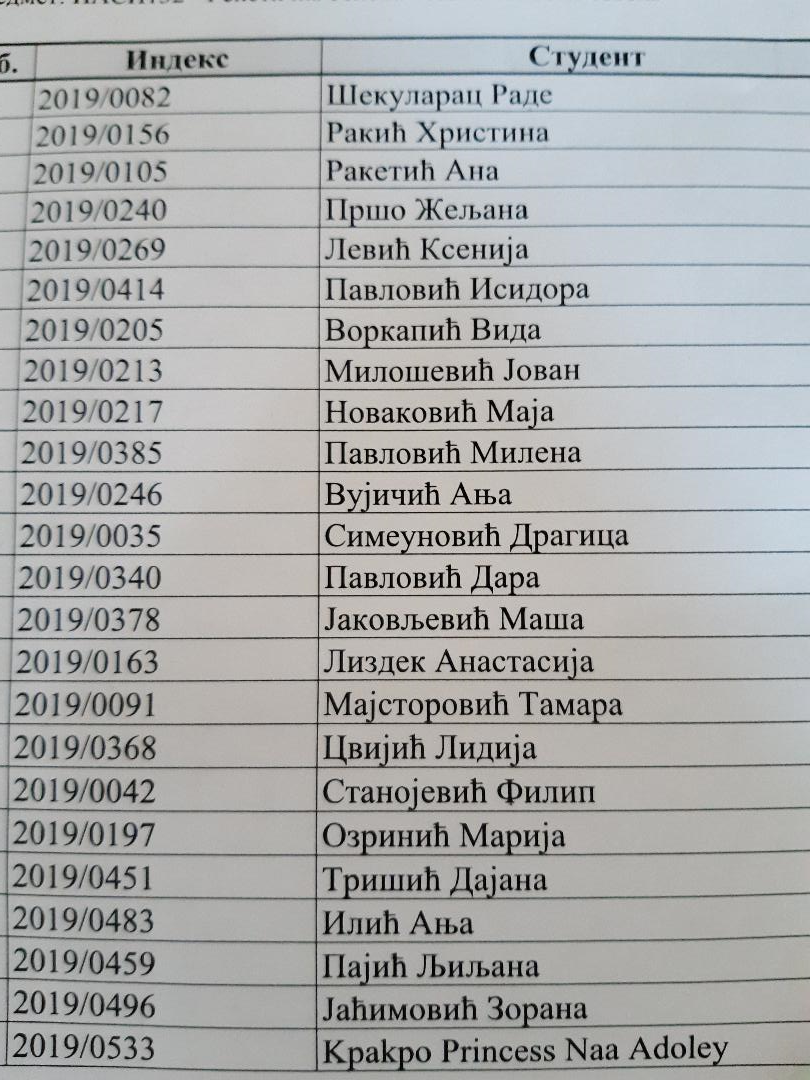 б. Индекс Студент
2019/0082 Шекуларац Раде
2019/0156 Ракић Христина
2019/0105 Ракетић Ана
2019/0240 Пршо Жељана
2019/0269 Левић Ксенија
2019/0414 Павловић Исидора
2019/0205 Воркапић Вида
2019/0213 Милошевић Јован
2019/0217 Новаковић Маја
2019/0385 Павловић Милена
2019/0246 Вујичић Ања
2019/0035 Симеуновић Драгица
2019/0340 Павловић Дара
2019/0378 Јаковљевић Маша
2019/0163 Лиздек Анастасија
2019/0091 Мајсторовић Тамара
2019/0368 Цвијић Лидија
2019/0042 Станојевић Филип
2019/0197 Озринић Марија
2019/0451 Тришић Дајана
2019/0483 Илић Ања
2019/0459 Пајић Љиљана
2019/0496 Јаћимовић Зорана
2019/0533 Kpakpo Princess Naa Adoley